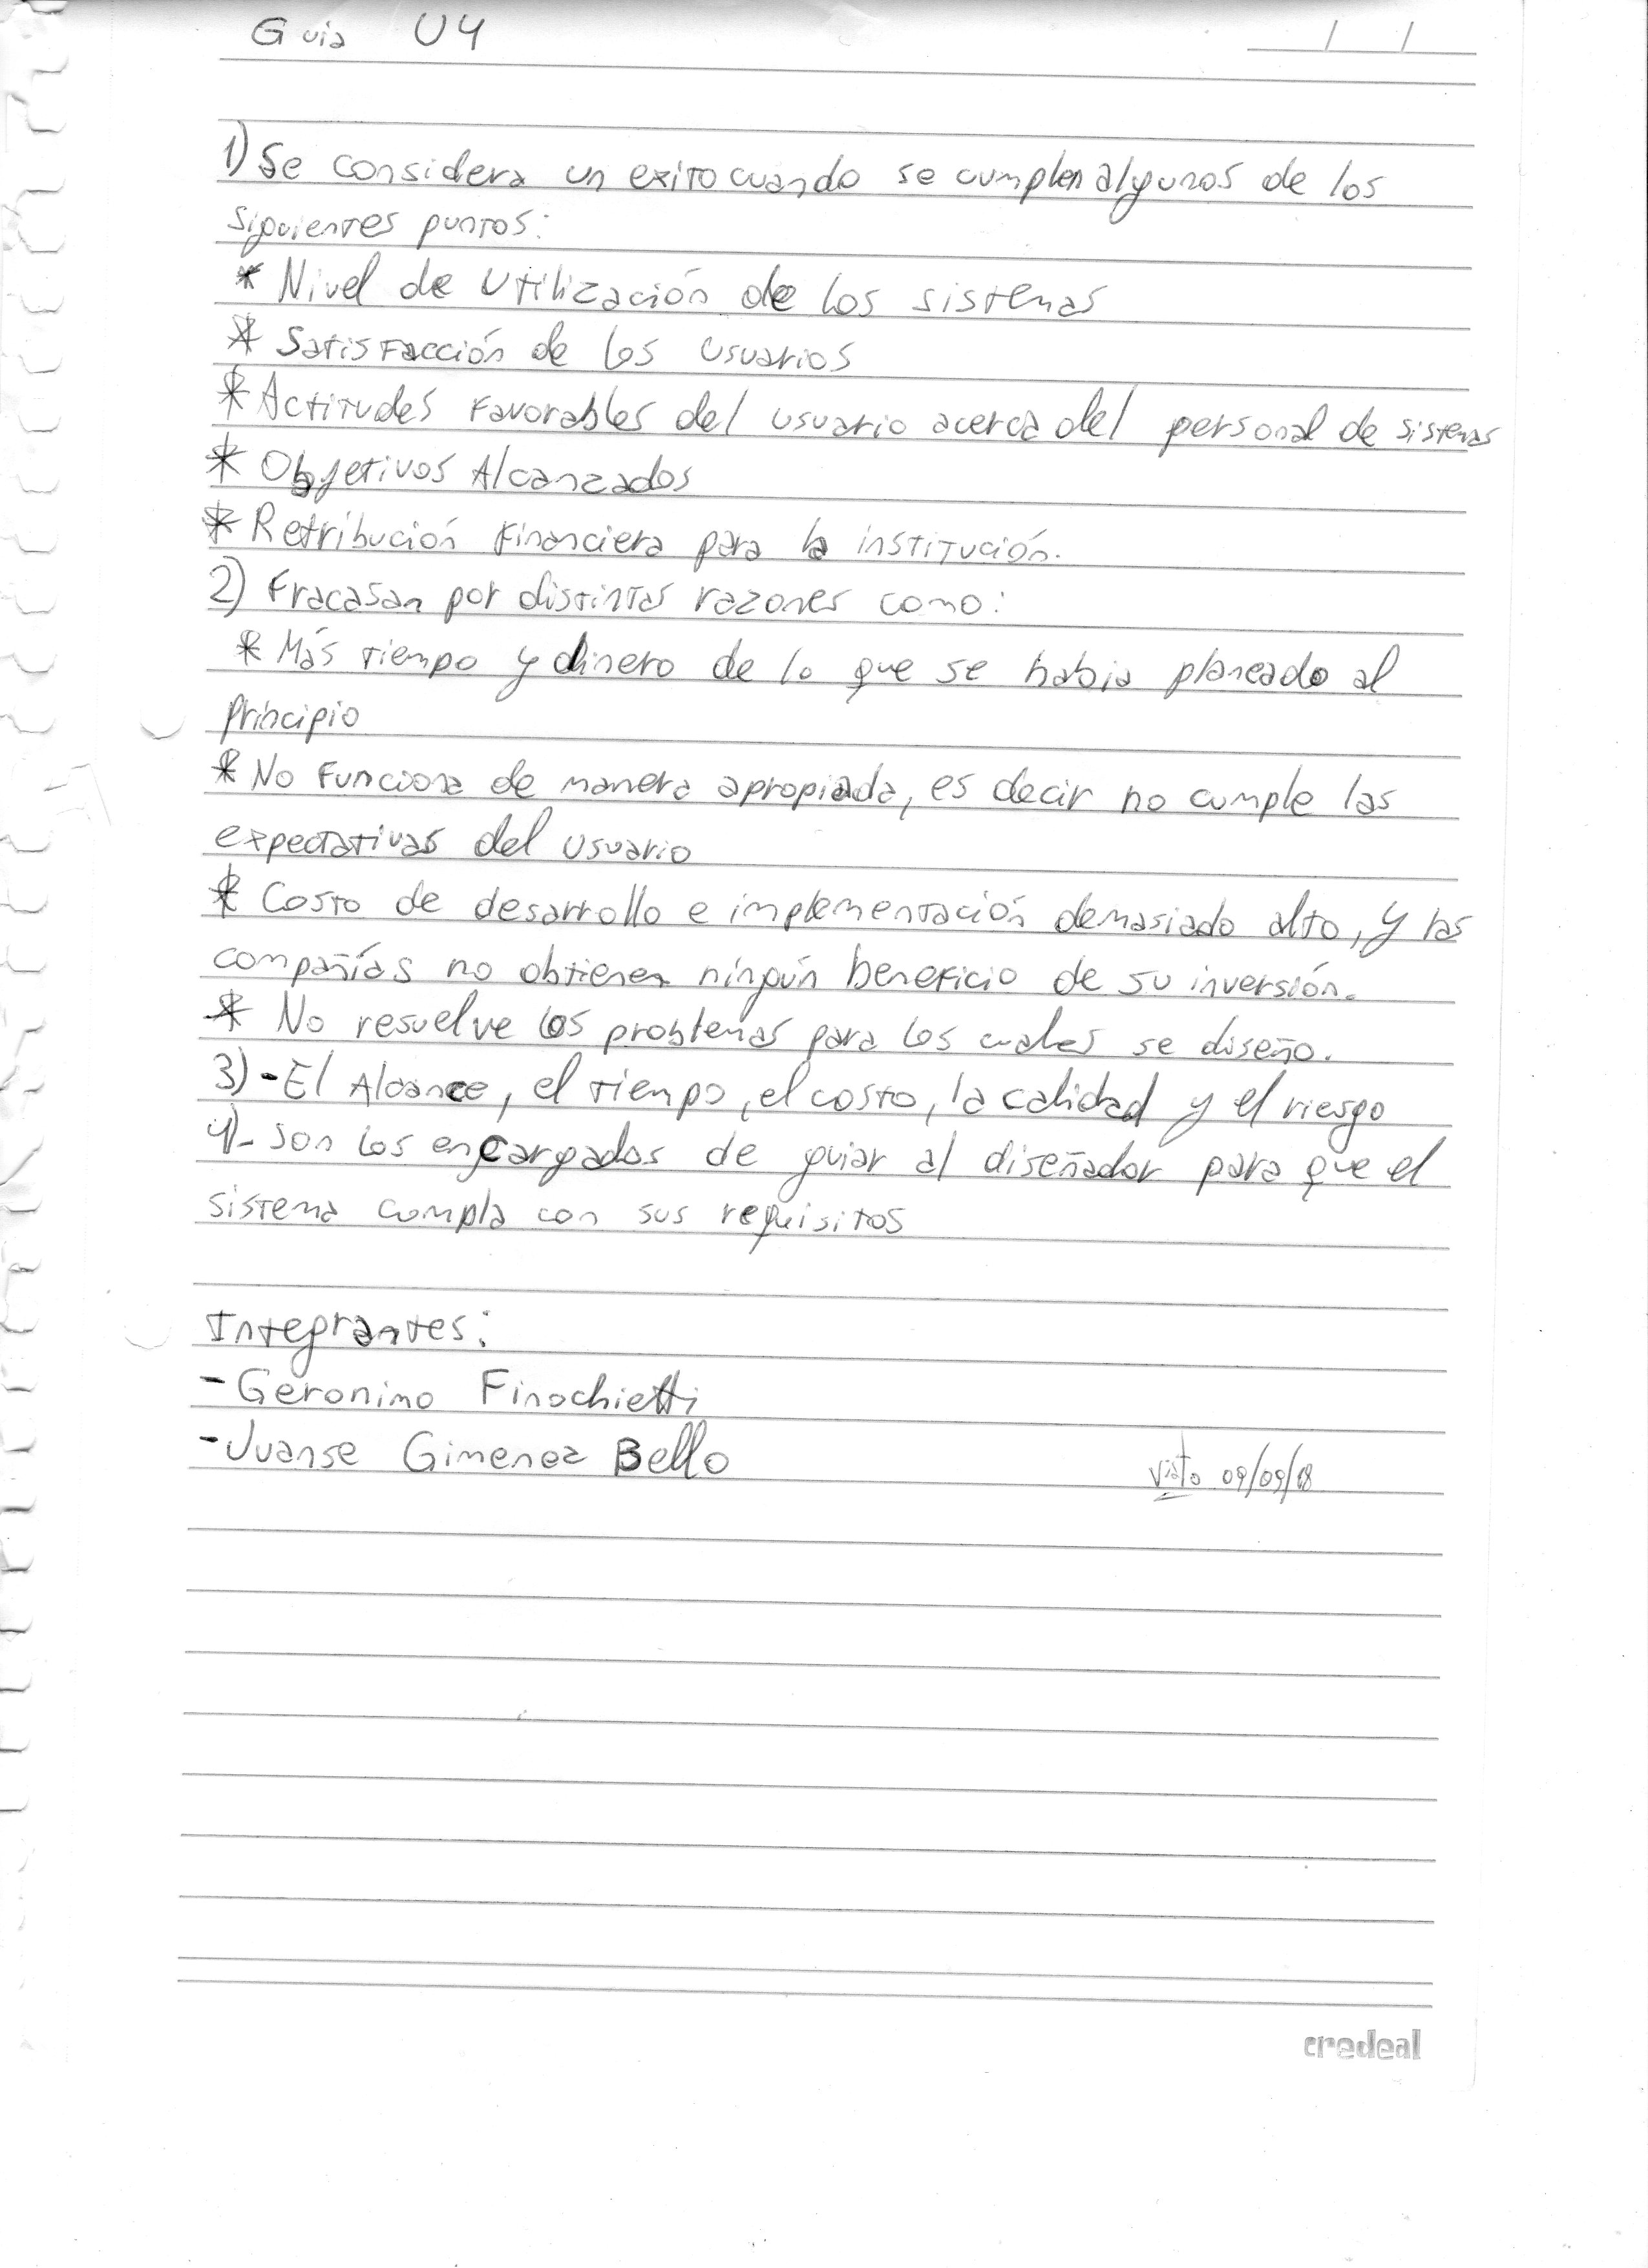 Guia U4
/ /
1) Se considera un exito cuando se cumplen algunos de los
siguientes puntos:
* Nivel de Utilización de los sistemas
* Satisfacción de los usuarios
* Actitudes Favorables del usuario acerca del personal de sistemas
* Objetivos Alcanzados
* Retribución Financiera para la institución.
2) Fracasan por distintas razones como:
* Más tiempo y dinero de lo que se habia planeado al
principio
* No Funciona de manera apropiada, es decir no cumple las
expectativas del usuario
* Costo de desarrollo e implementación demasiado alto, y las
compañías no obtienen ningún beneficio de su inversión.
* No resuelve los problemas para los cuales se diseño.
3)-El Alcance, el tiempo, el costo, la calidad y el riesgo
4)- Son los encargados de guiar al diseñador para que el
sistema cumpla con sus requisitos
Integrantes:
- Geronimo Finochietti
- Juanse Gimenez Bello
Visto 09/09/18
credeal